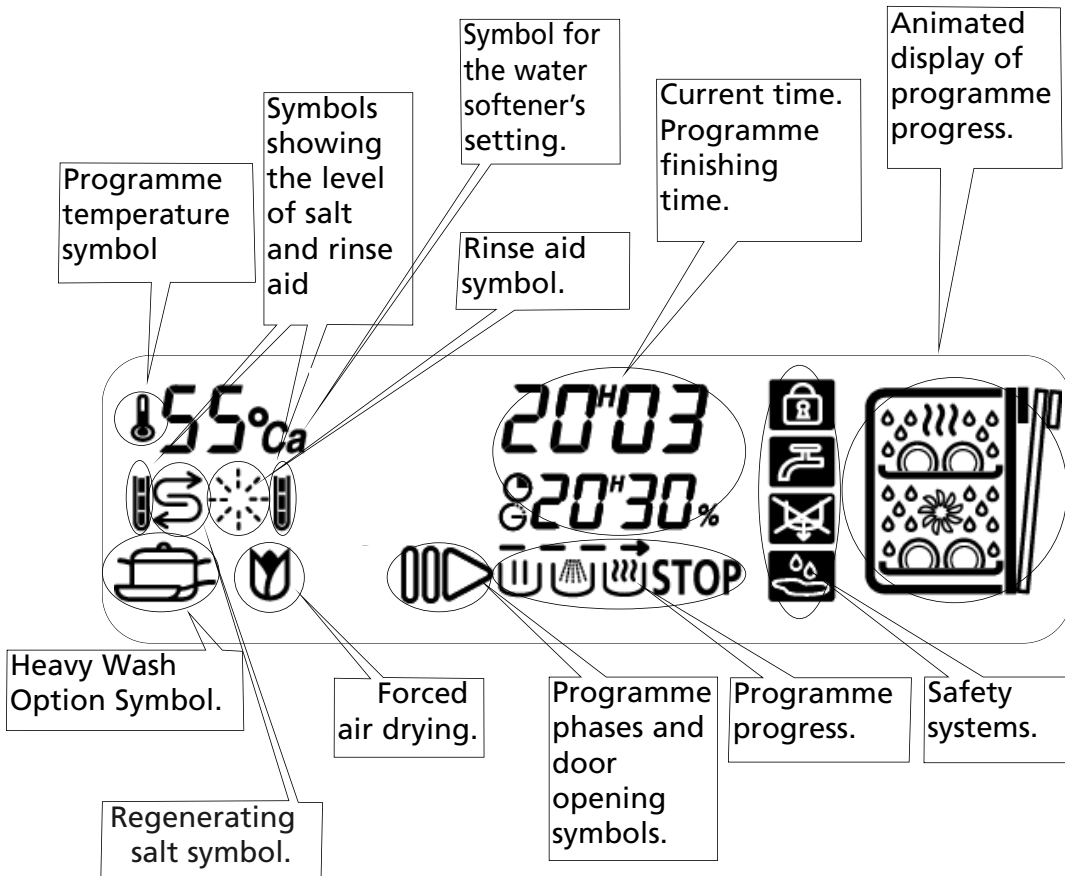 Symbol for
the water
softener's
setting.
Animated
display of
programme
progress.
Current time.
Programme
finishing
time.
Symbols
showing
the level
of salt
and rinse
aid
Programme
temperature
symbol
Rinse aid
symbol.
55°Ca
20H03
20H30%
STOP
Heavy Wash
Option Symbol.
Forced
air drying.
Programme
phases and
door
opening
symbols.
Programme
progress.
Safety
systems.
Regenerating
salt symbol.